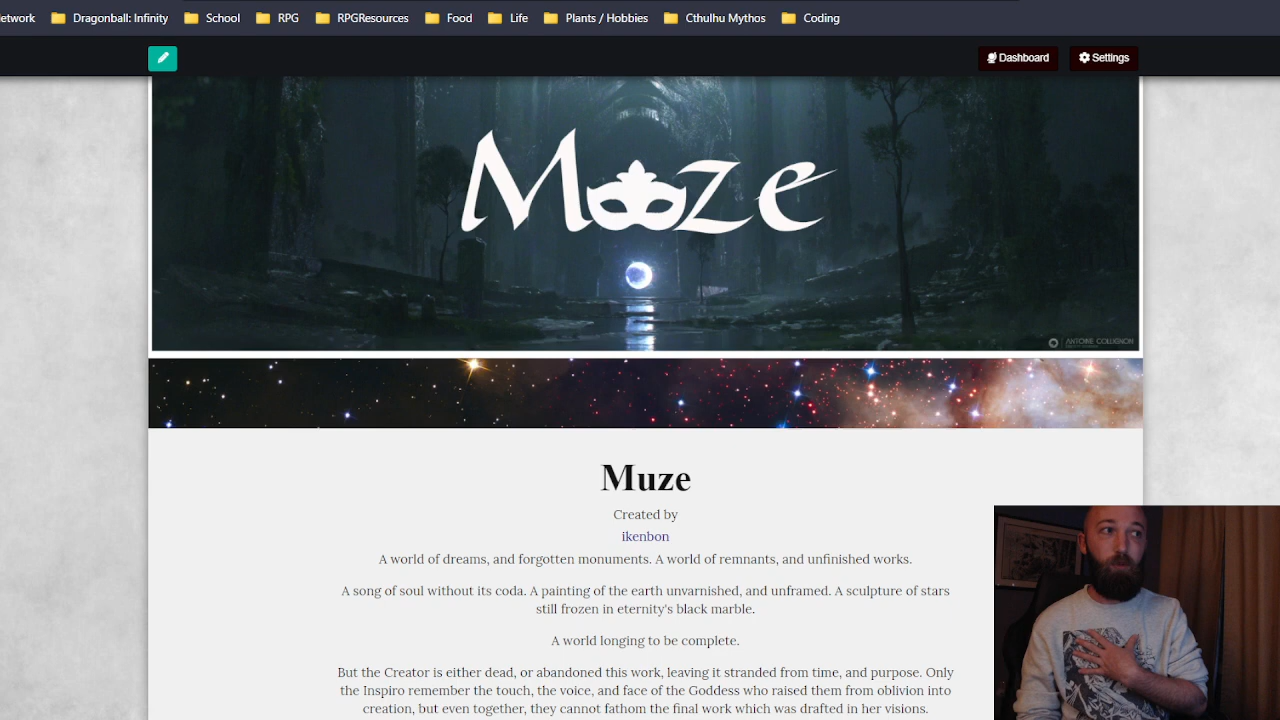 etwork Dragonball: Infinity School RPG RPGResources Food Life Plants / Hobbies Cthulhu Mythos Coding
Dashboard Settings
Muze
ANTOINE COLLIGNON
Muze
Created by
ikenbon
A world of dreams, and forgotten monuments. A world of remnants, and unfinished works.
A song of soul without its coda. A painting of the earth unvarnished, and unframed. A sculpture of stars
still frozen in eternity's black marble.
A world longing to be complete.
But the Creator is either dead, or abandoned this work, leaving it stranded from time, and purpose. Only
the Inspiro remember the touch, the voice, and face of the Goddess who raised them from oblivion into
creation, but even together, they cannot fathom the final work which was drafted in her visions.